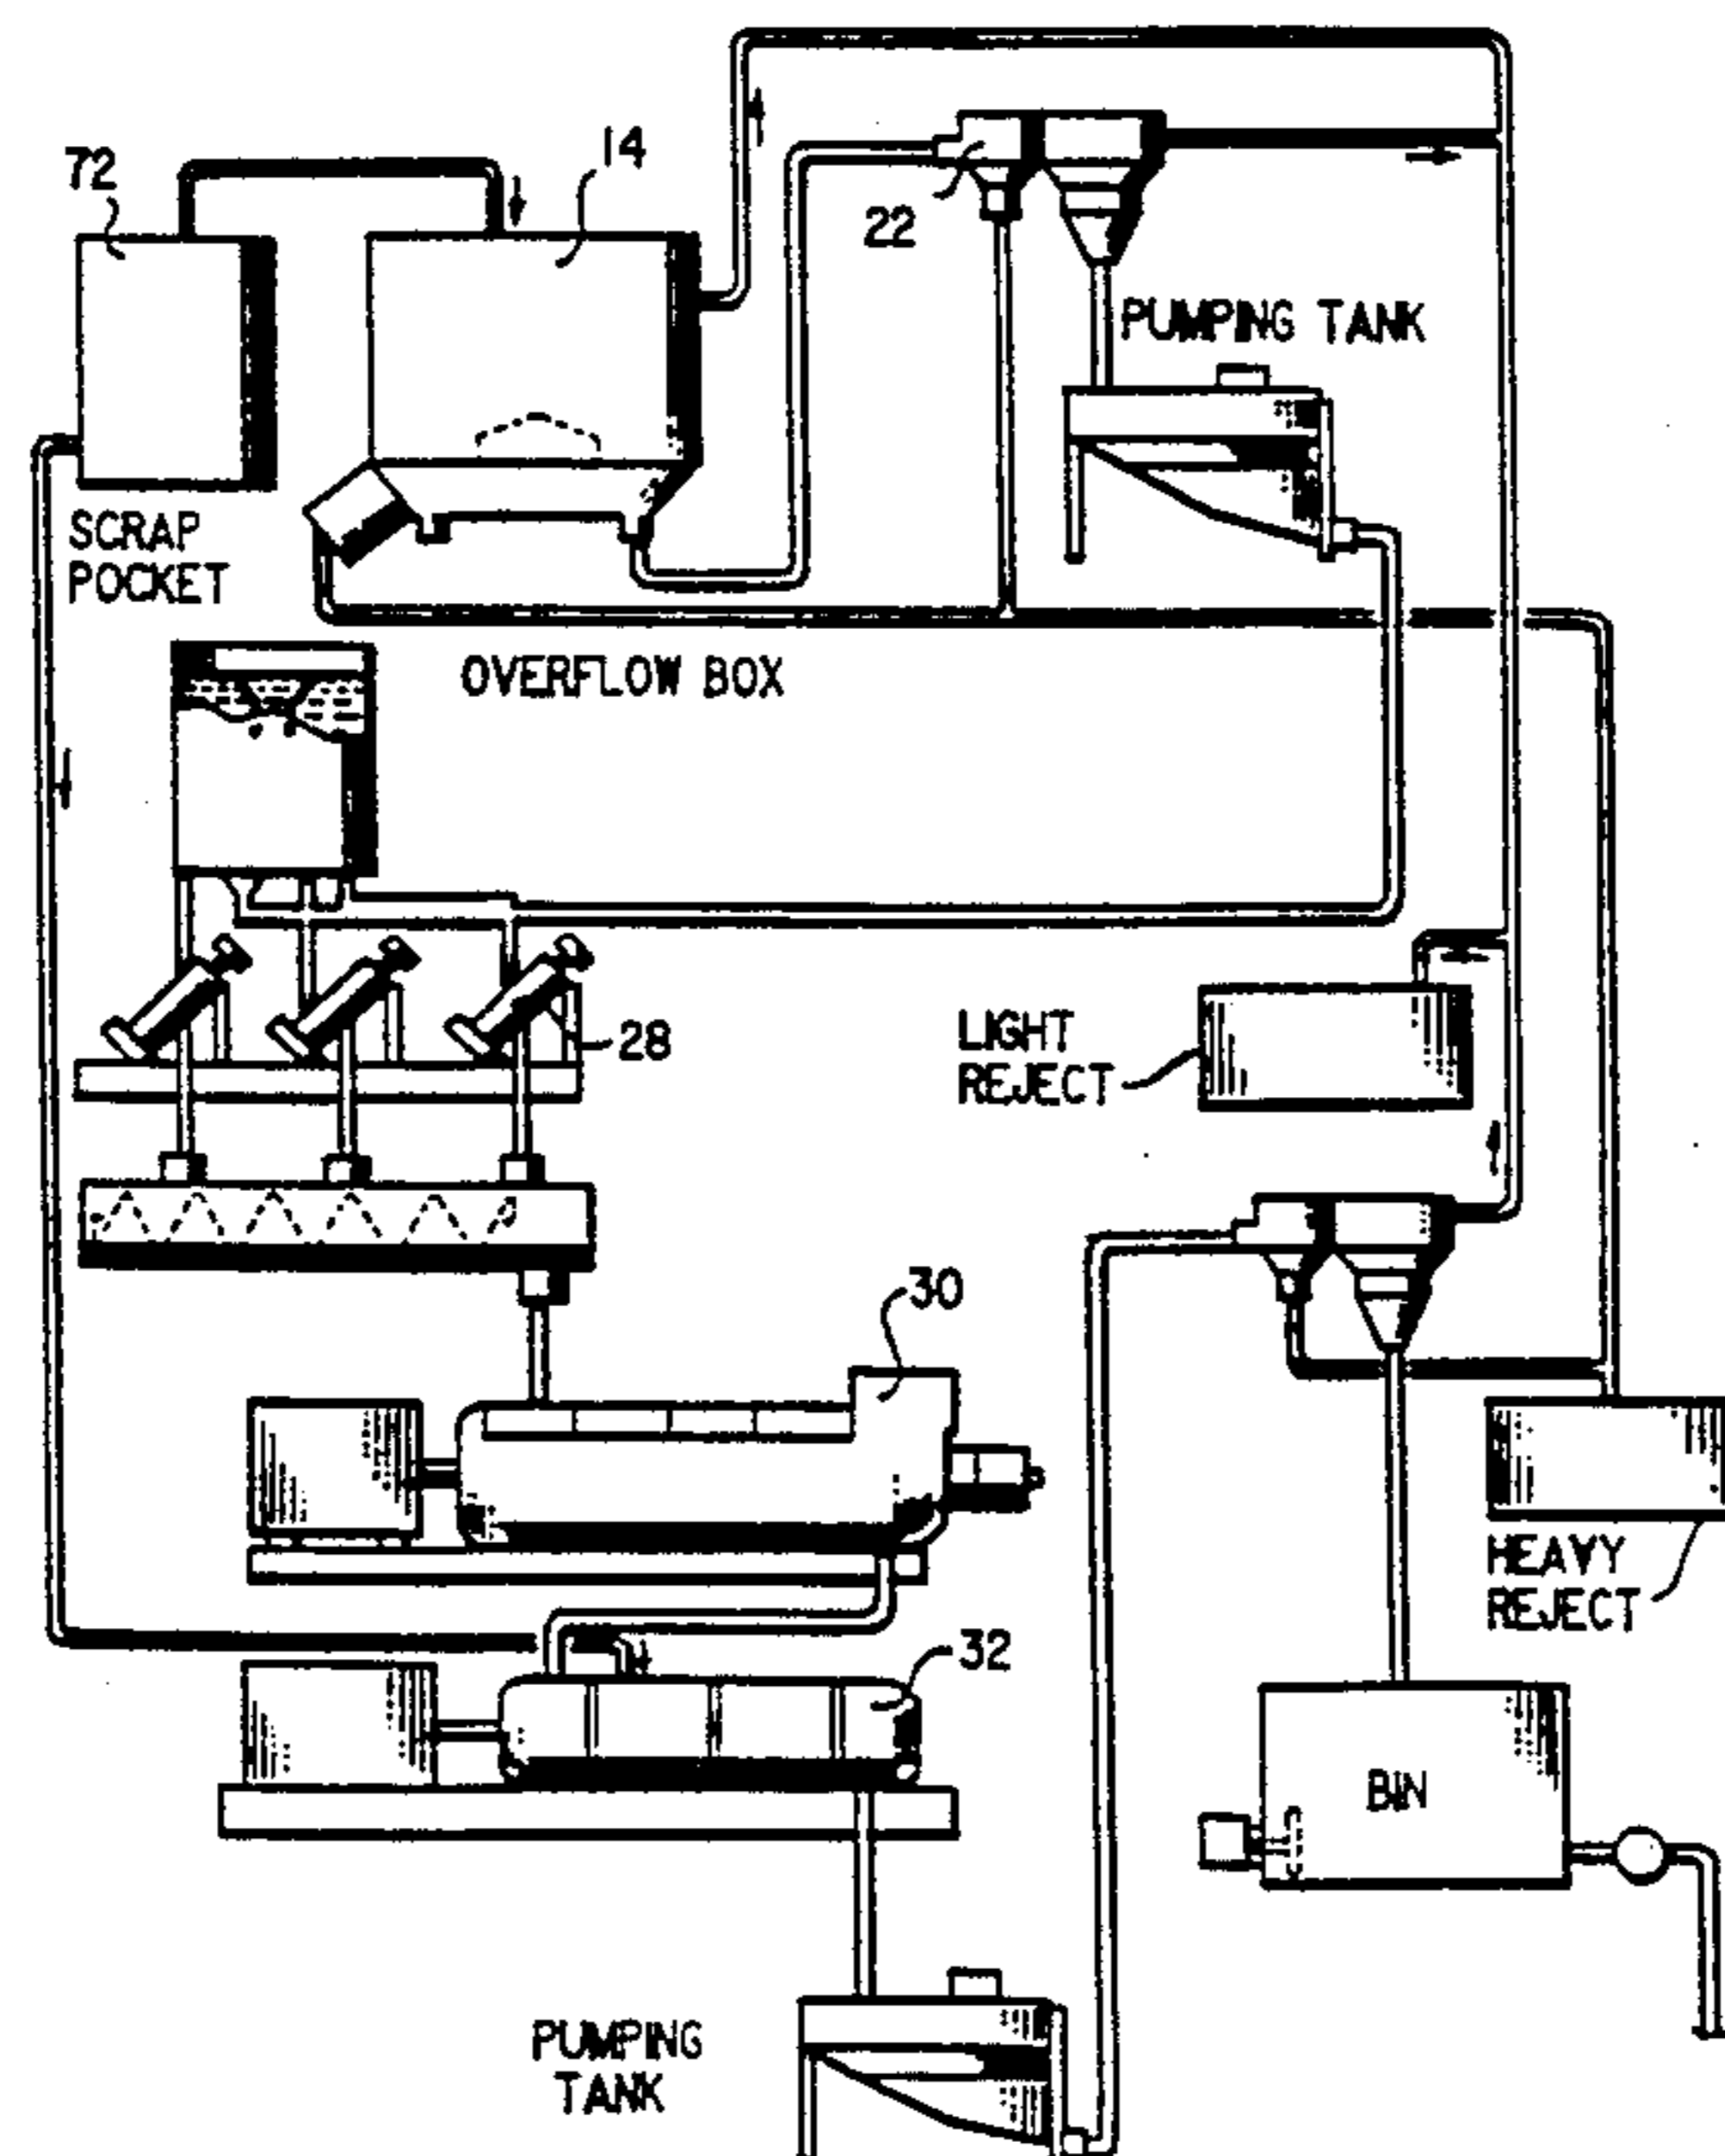 72
14
22
PUMPING TANK
SCRAP
POCKET
OVERFLOW BOX
28
LIGHT
REJECT
30
HEAVY
REJECT
32
BIN
PUMPING
TANK